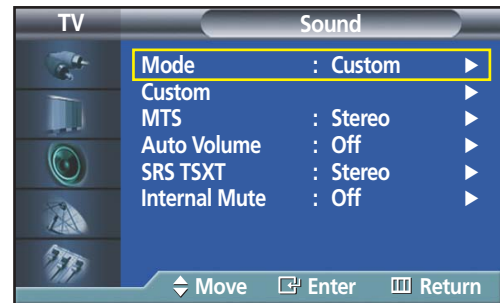 TV Sound
Mode : Custom
Custom
MTS : Stereo
Auto Volume : Off
SRS TSXT : Stereo
Internal Mute : Off
Move Enter Return